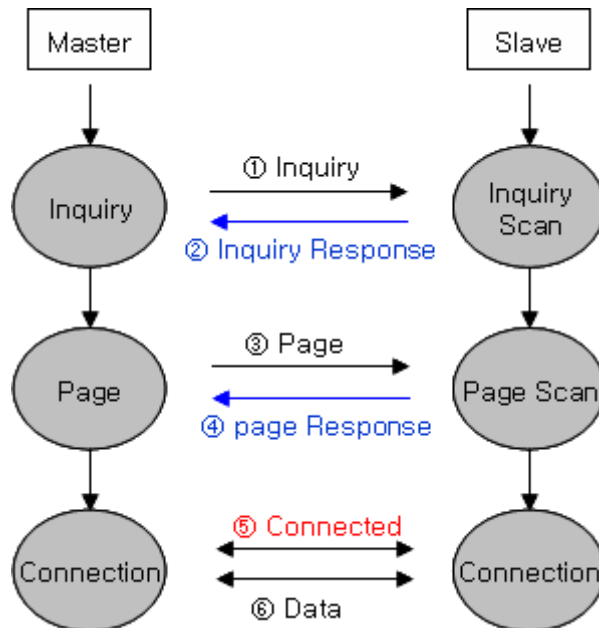 Master
Slave
① Inquiry
Inquiry
Inquiry
Scan
② Inquiry Response
③ Page
Page
Page Scan
④ page Response
⑤ Connected
Connection
Connection
⑥ Data